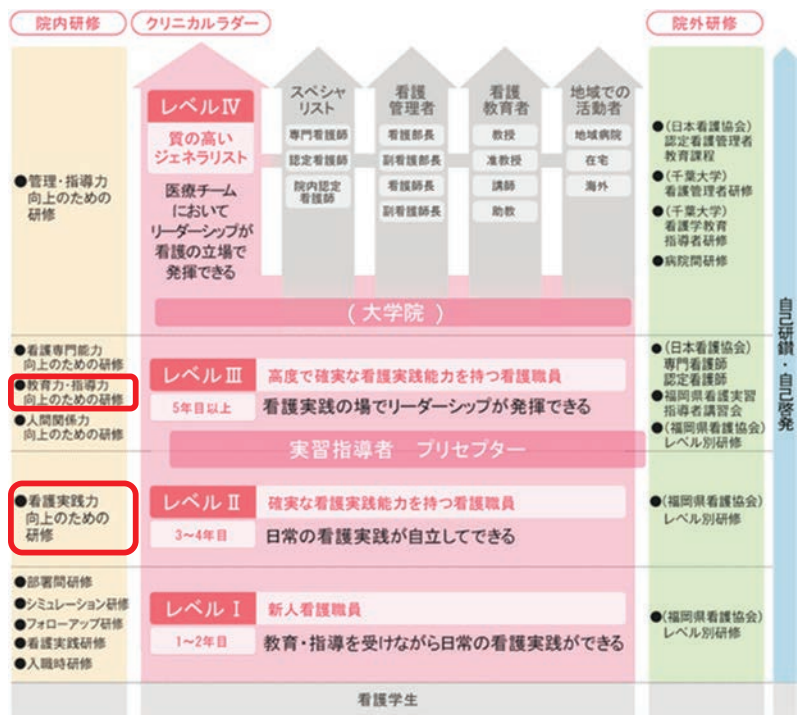 院内研修
クリニカルラダー
院外研修
●管理・指導力
向上のための
研修
レベルⅣ
質の高い
ジェネラリスト
医療チーム
において
リーダーシップが
看護の立場で
発揮できる
スペシャ
リスト
専門看護師
認定看護師
院内認定
看護師
看護
管理者
看護部長
副看護部長
看護師長
副看護師長
看護
教育者
教授
准教授
講師
助教
地域での
活動者
地域病院
在宅
海外
(大学院)
●(日本看護協会)
認定看護管理者
教育課程
●(千葉大学)
看護管理者研修
●(千葉大学)
看護学教育
指導者研修
●病院間研修
●看護専門能力
向上のための研修
●教育力・指導力
向上のための研修
●人間関係力
向上のための研修
レベルⅢ
高度で確実な看護実践能力を持つ看護職員
5年目以上
看護実践の場でリーダーシップが発揮できる
●(日本看護協会)
専門看護師
認定看護師
●福岡県看護実習
指導者講習会
●(福岡県看護協会)
レベル別研修
実習指導者 プリセプター
●看護実践力
向上のための
研修
レベルⅡ
確実な看護実践能力を持つ看護職員
3~4年目
日常の看護実践が自立してできる
●(福岡県看護協会)
レベル別研修
●部署間研修
●シミュレーション研修
●フォローアップ研修
●看護実践研修
●入職時研修
レベルⅠ
新人看護職員
1~2年目
教育・指導を受けながら日常の看護実践ができる
●(福岡県看護協会)
レベル別研修
看護学生
自己研鑽・自己啓発